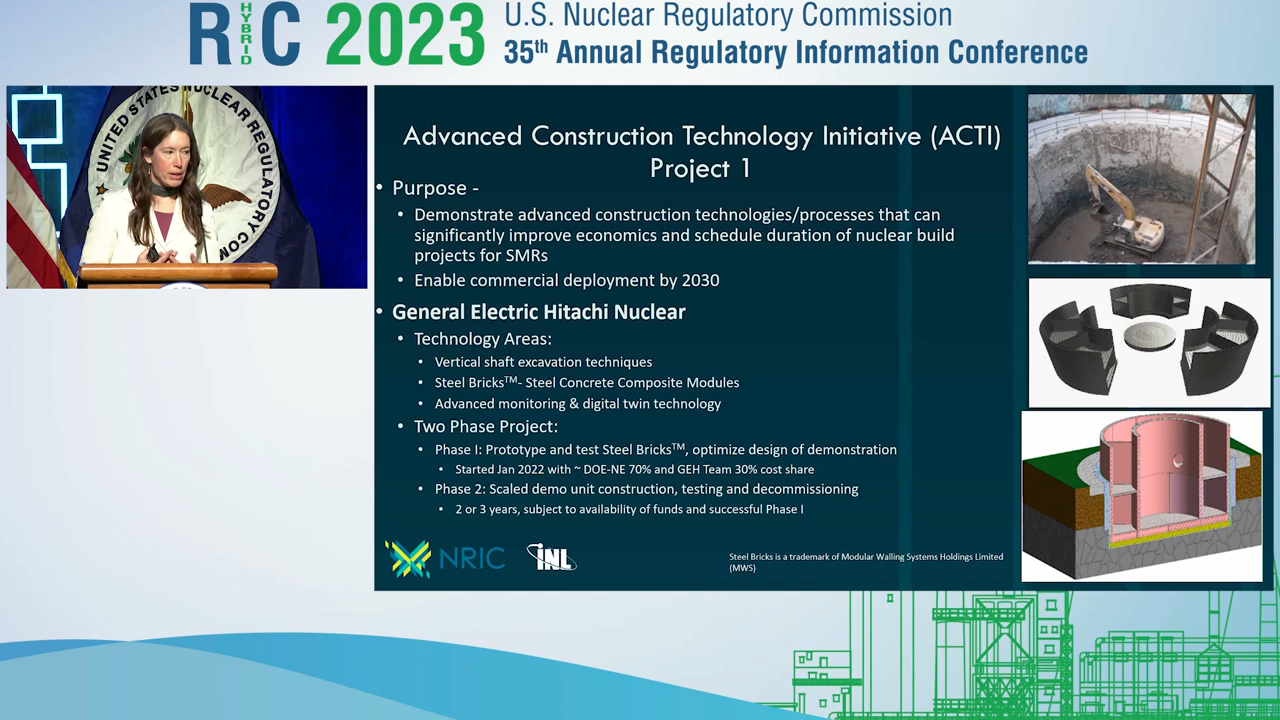 RIC 2023
HYBRID
U.S. Nuclear Regulatory Commission
35th Annual Regulatory Information Conference
UNITED STATES NUCLEAR REGULATORY COM
Advanced Construction Technology Initiative (ACTI)
Project 1
• Purpose -
• Demonstrate advanced construction technologies/processes that can
significantly improve economics and schedule duration of nuclear build
projects for SMRs
• Enable commercial deployment by 2030
• General Electric Hitachi Nuclear
• Technology Areas:
• Vertical shaft excavation techniques
• Steel Bricks™- Steel Concrete Composite Modules
• Advanced monitoring & digital twin technology
• Two Phase Project:
• Phase I: Prototype and test Steel Bricks™, optimize design of demonstration
• Started Jan 2022 with ~ DOE-NE 70% and GEH Team 30% cost share
• Phase 2: Scaled demo unit construction, testing and decommissioning
• 2 or 3 years, subject to availability of funds and successful Phase I
NRIC
INL
Steel Bricks is a trademark of Modular Walling Systems Holdings Limited
(MWS)